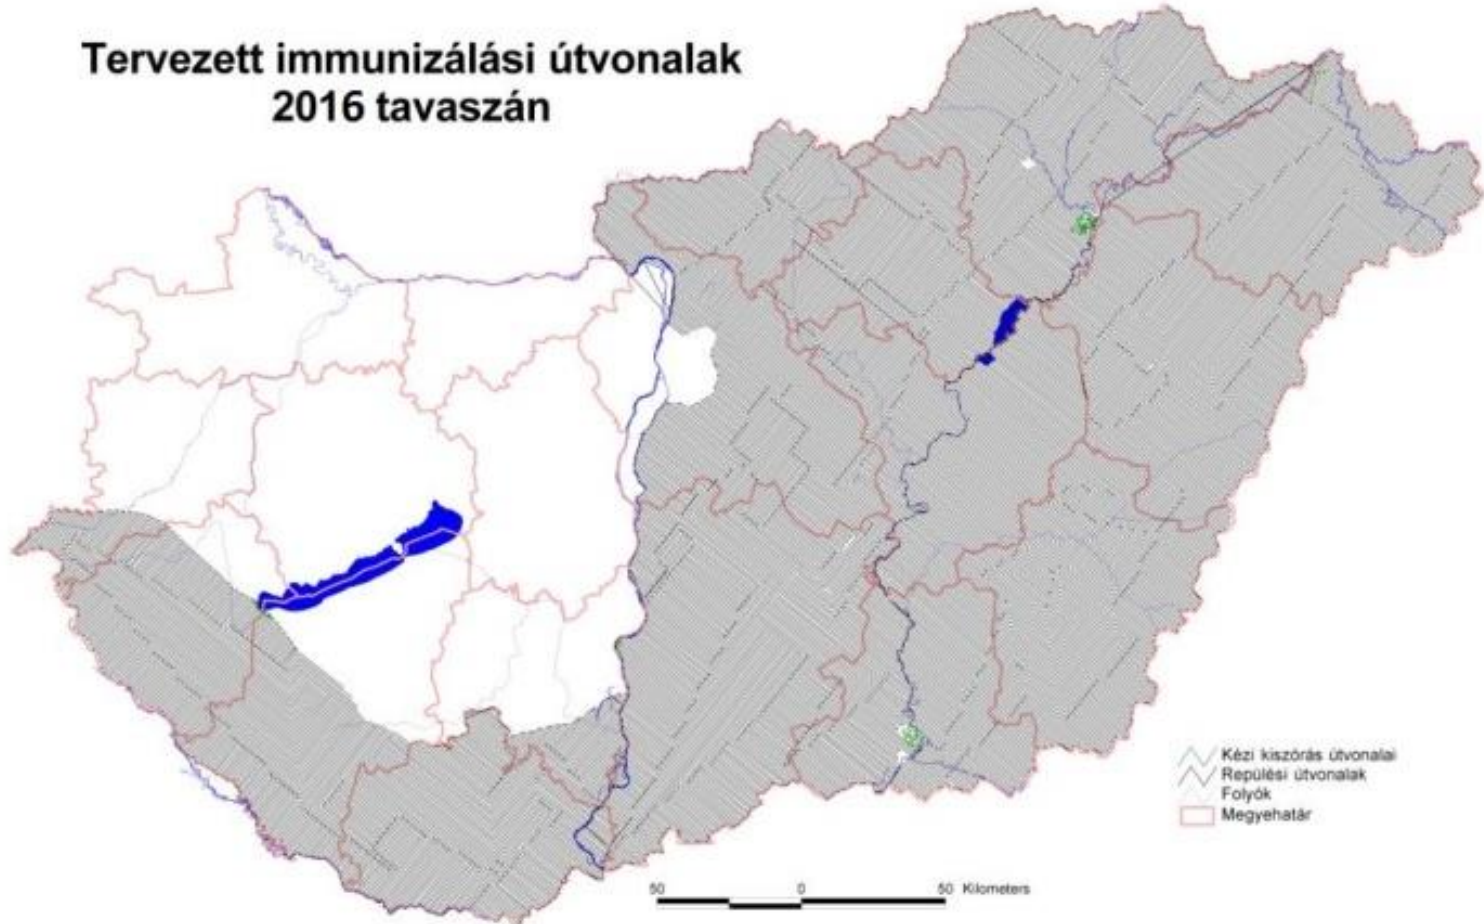 Tervezett immunizálási útvonalak
2016 tavaszán
Kézi kiszórás útvonalai
Repülési útvonalak
Folyók
Megyehatár
50 0 50 Kilometers